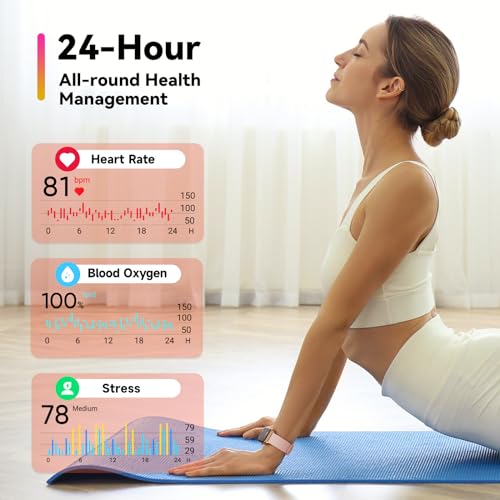 24-Hour
All-round Health
Management
Heart Rate
81 bpm
150
100
50
0 6 12 18 24 H
Blood Oxygen
100%
150
100
50
0 6 12 18 24 H
Stress
78 Medium
79
59
29
0 6 12 18 24 H